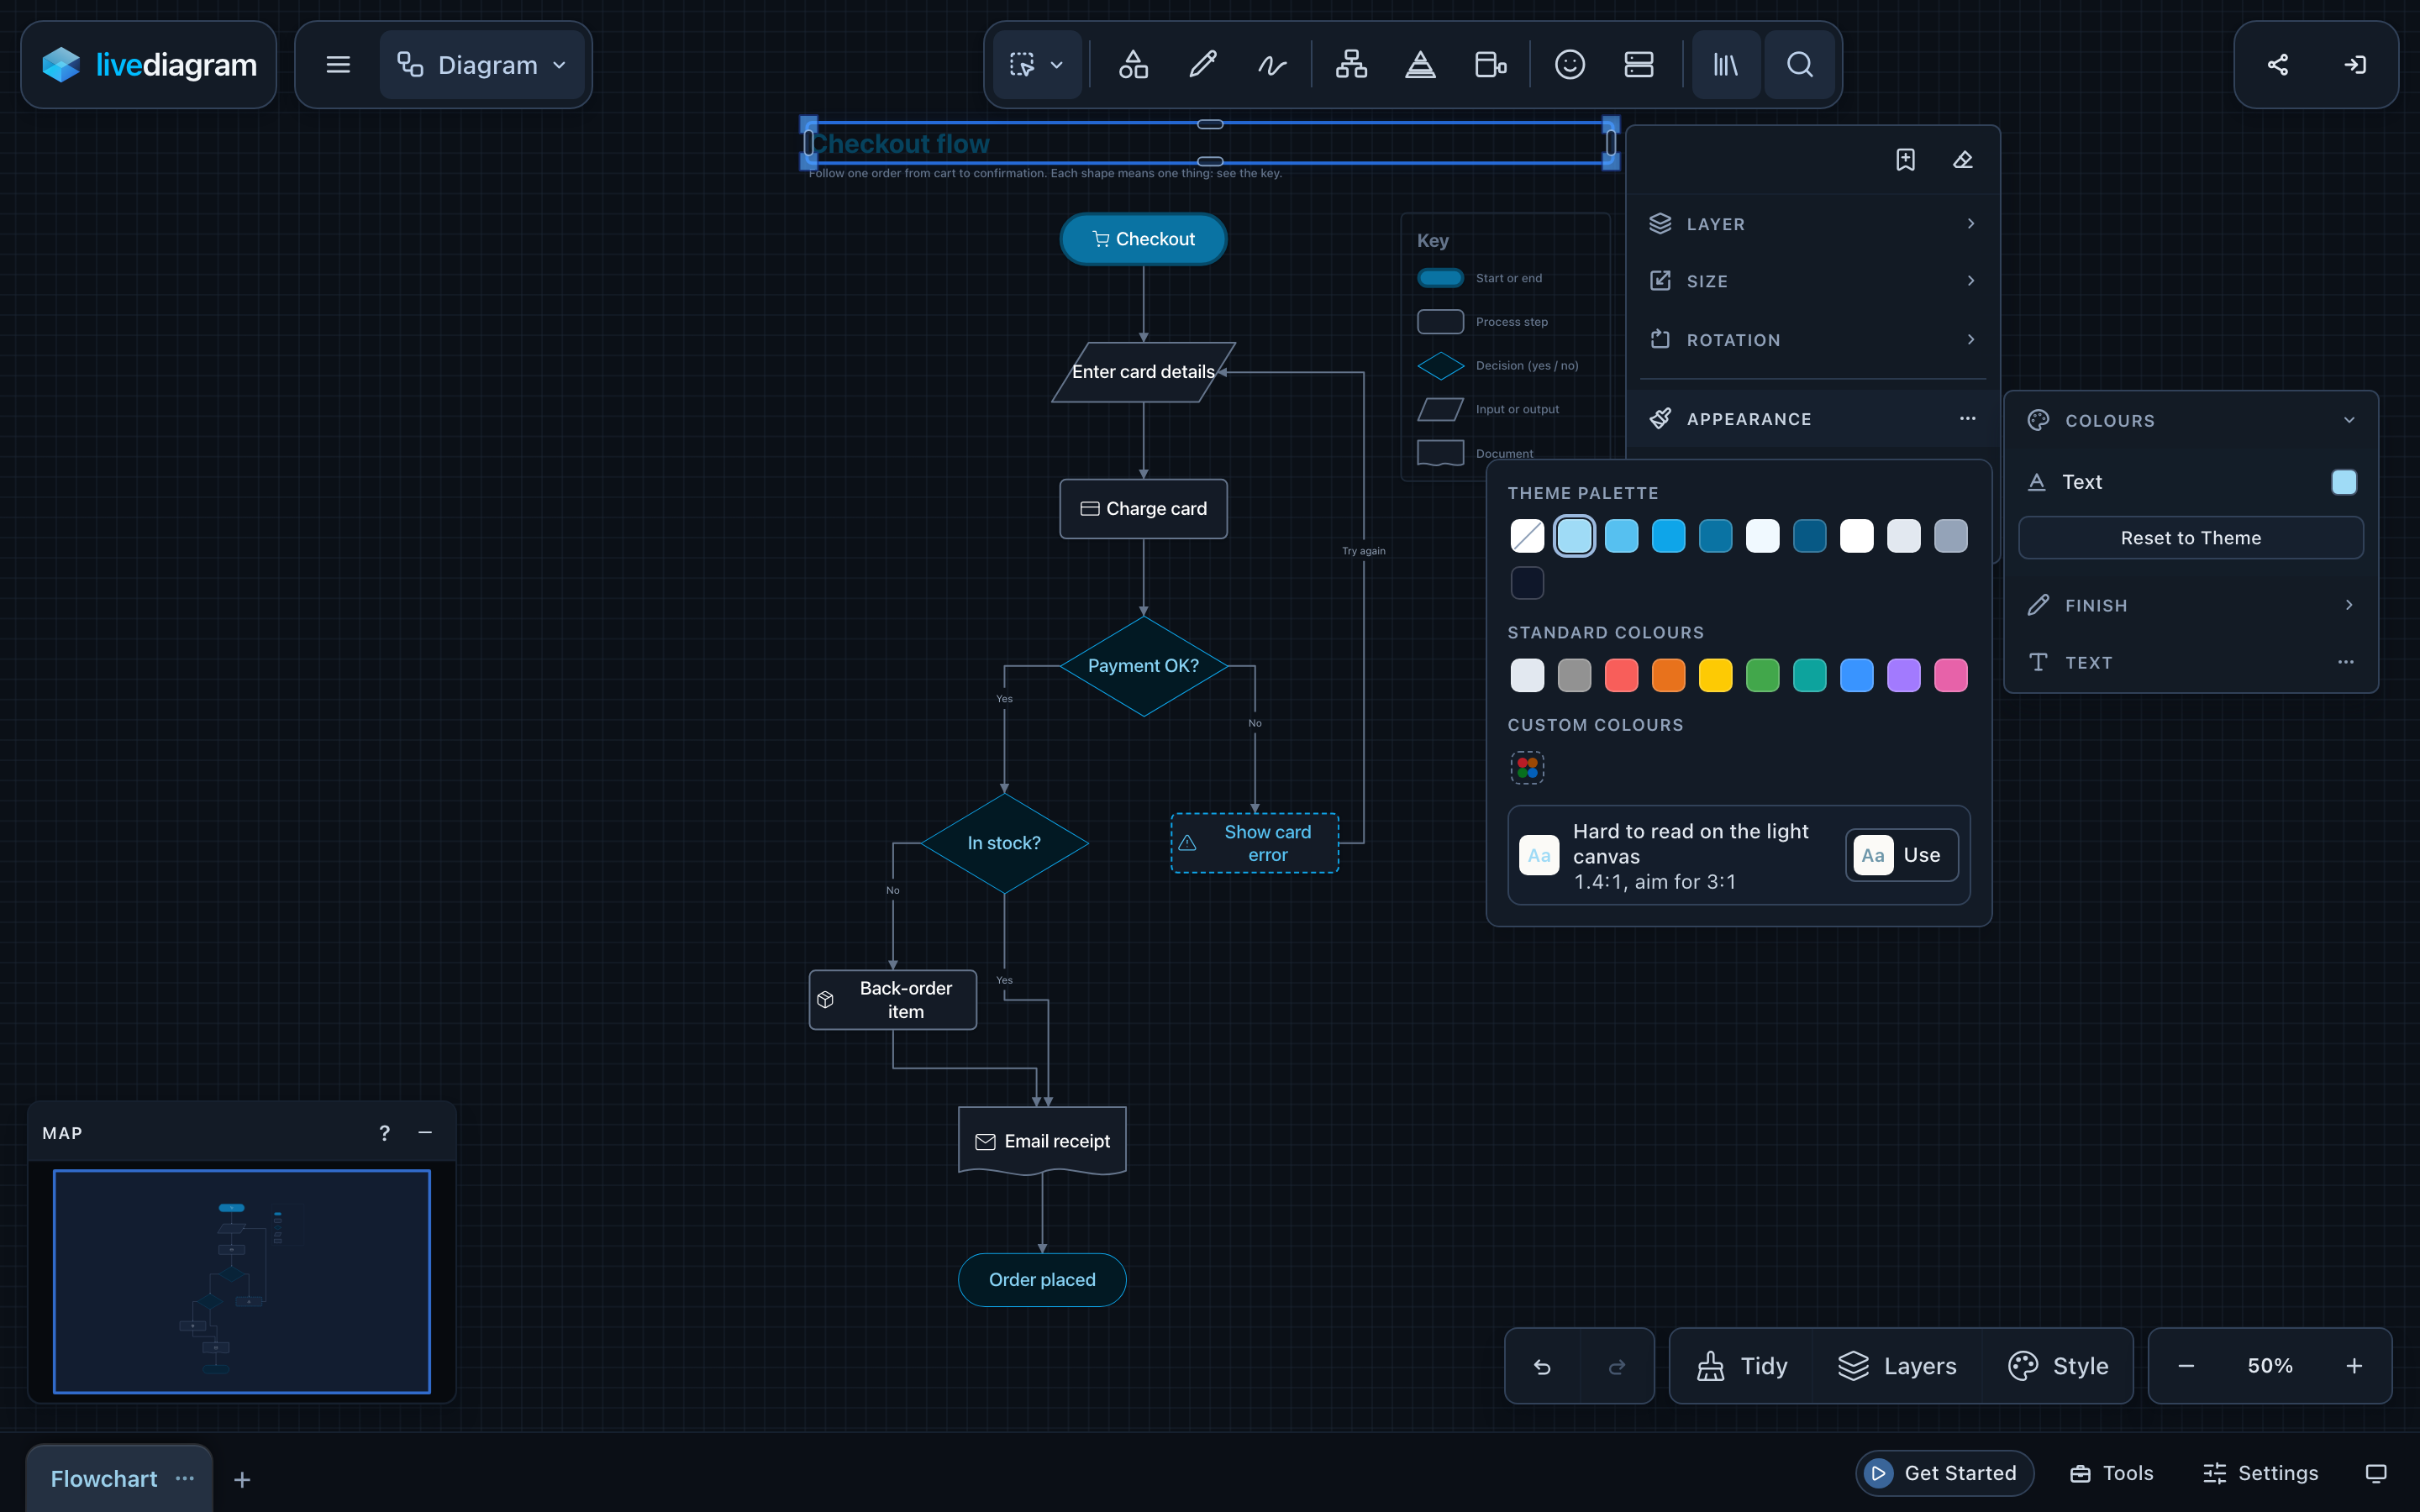 livediagram
Diagram
Checkout flow
Follow one order from cart to confirmation. Each shape means one thing: see the key.
Checkout
Enter card details
Charge card
Try again
Payment OK?
Yes
No
In stock?
Show card
error
No
Yes
Back-order
item
Email receipt
Order placed
Key
Start or end
Process step
Decision (yes / no)
Input or output
Document
LAYER
SIZE
ROTATION
APPEARANCE
COLOURS
Text
Reset to Theme
FINISH
TEXT
THEME PALETTE
STANDARD COLOURS
CUSTOM COLOURS
Aa
Hard to read on the light
canvas
1.4:1, aim for 3:1
Aa Use
MAP
?
Tidy
Layers
Style
50%
Flowchart
Get Started
Tools
Settings